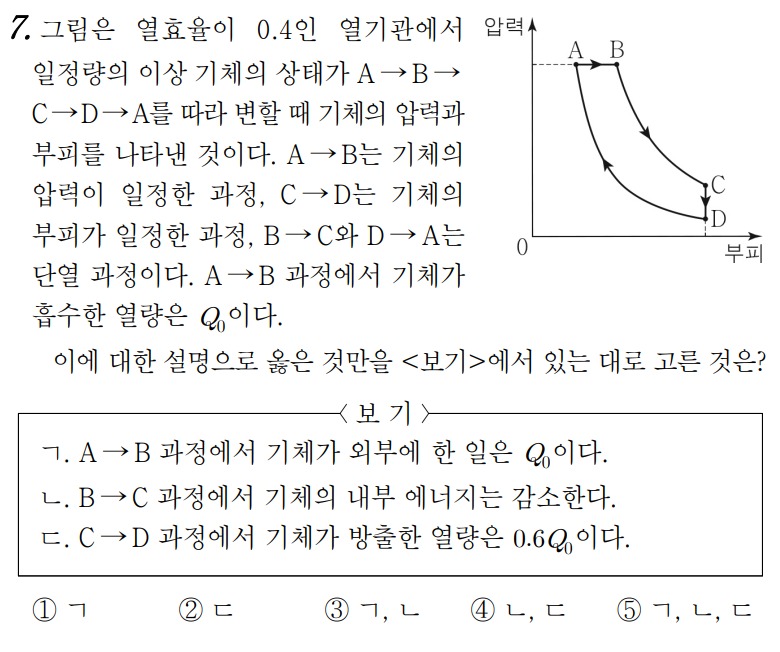 7. 그림은 열효율이 0.4인 열기관에서
일정량의 이상 기체의 상태가 A→B→
C→D→A를 따라 변할 때 기체의 압력과
부피를 나타낸 것이다. A→B는 기체의
압력이 일정한 과정, C→D는 기체의
부피가 일정한 과정, B→C와 D→A는
단열 과정이다. A→B 과정에서 기체가
흡수한 열량은 Q₀이다.
압력
A B
C
D
0
부피
이에 대한 설명으로 옳은 것만을 <보기>에서 있는 대로 고른 것은?
<보 기>
ㄱ. A→B 과정에서 기체가 외부에 한 일은 Q₀이다.
ㄴ. B→C 과정에서 기체의 내부 에너지는 감소한다.
ㄷ. C→D 과정에서 기체가 방출한 열량은 0.6Q₀이다.
① ㄱ ② ㄷ ③ ㄱ, ㄴ ④ ㄴ, ㄷ ⑤ ㄱ, ㄴ, ㄷ